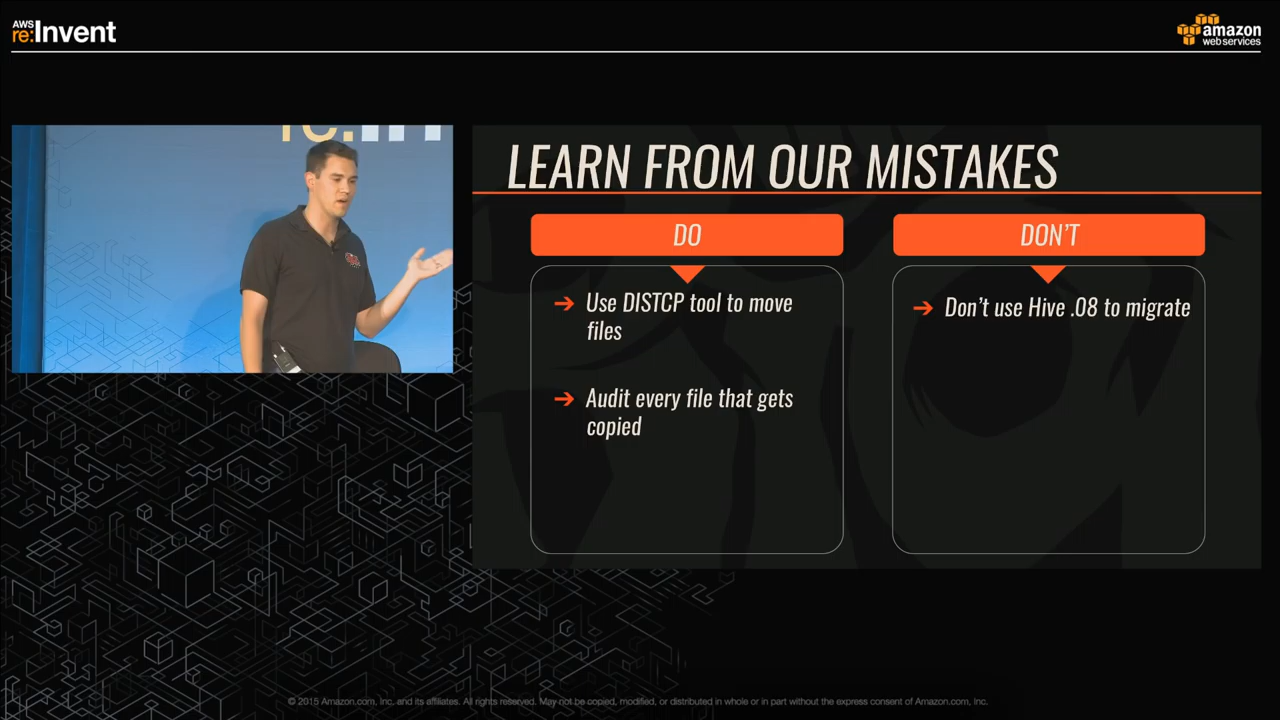 AWS
re:Invent
amazon
web services
re:In
LEARN FROM OUR MISTAKES
DO
DON'T
➔ Use DISTCP tool to move
files
➔ Audit every file that gets
copied
➔ Don't use Hive .08 to migrate
© 2015 Amazon.com, Inc. and its affiliates. All rights reserved. May not be copied, modified, or distributed in whole or in part without the express consent of Amazon.com, Inc.